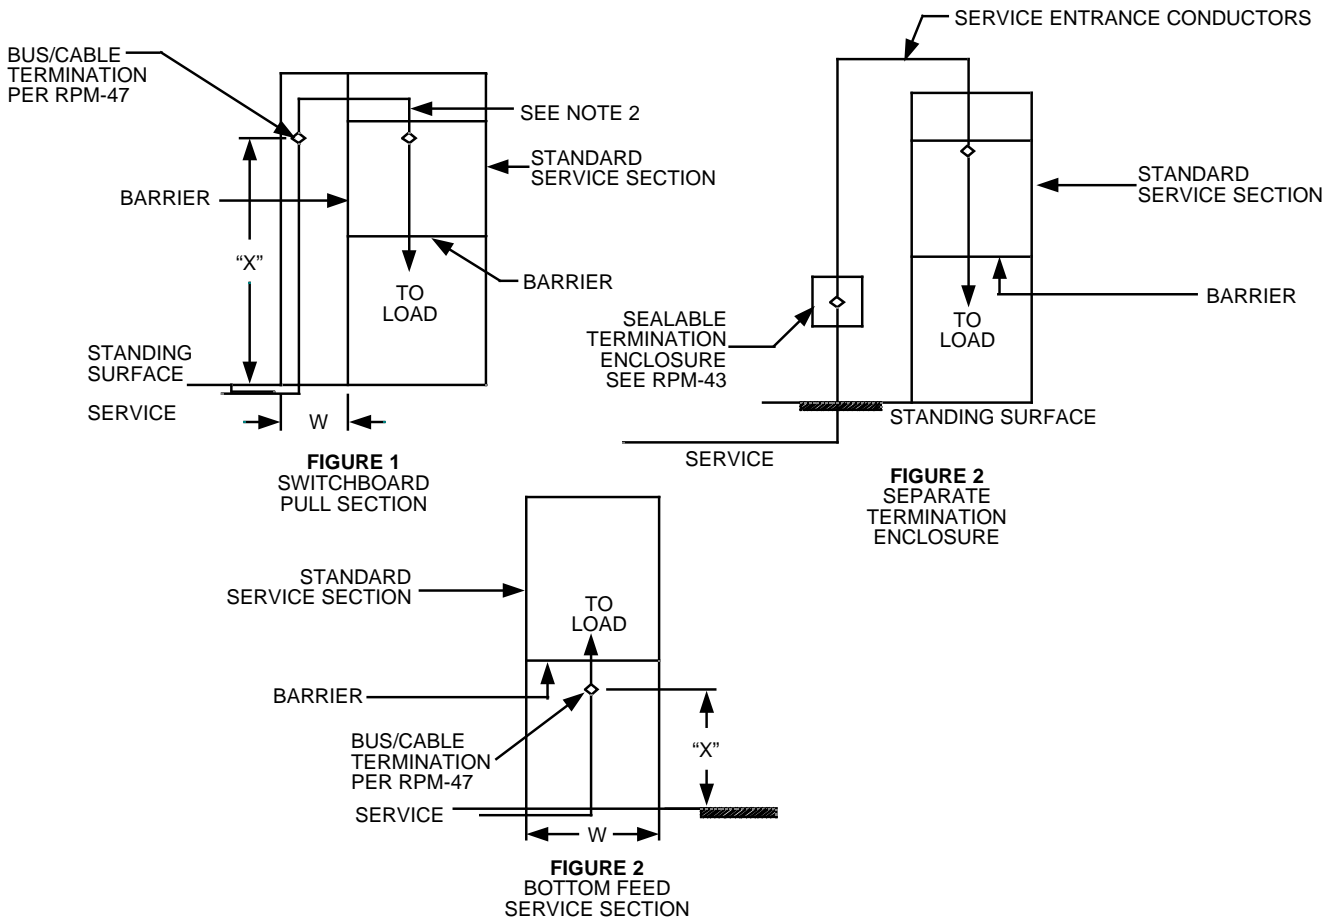 BUS/CABLE
TERMINATION
PER RPM-47
SEE NOTE 2
STANDARD
SERVICE SECTION
BARRIER
“X”
BARRIER
TO
LOAD
STANDING
SURFACE
SERVICE
W
FIGURE 1
SWITCHBOARD
PULL SECTION
SERVICE ENTRANCE CONDUCTORS
STANDARD
SERVICE SECTION
BARRIER
SEALABLE
TERMINATION
ENCLOSURE
SEE RPM-43
TO
LOAD
STANDING SURFACE
SERVICE
FIGURE 2
SEPARATE
TERMINATION
ENCLOSURE
STANDARD
SERVICE SECTION
TO
LOAD
BARRIER
BUS/CABLE
TERMINATION
PER RPM-47
“X”
SERVICE
W
FIGURE 2
BOTTOM FEED
SERVICE SECTION